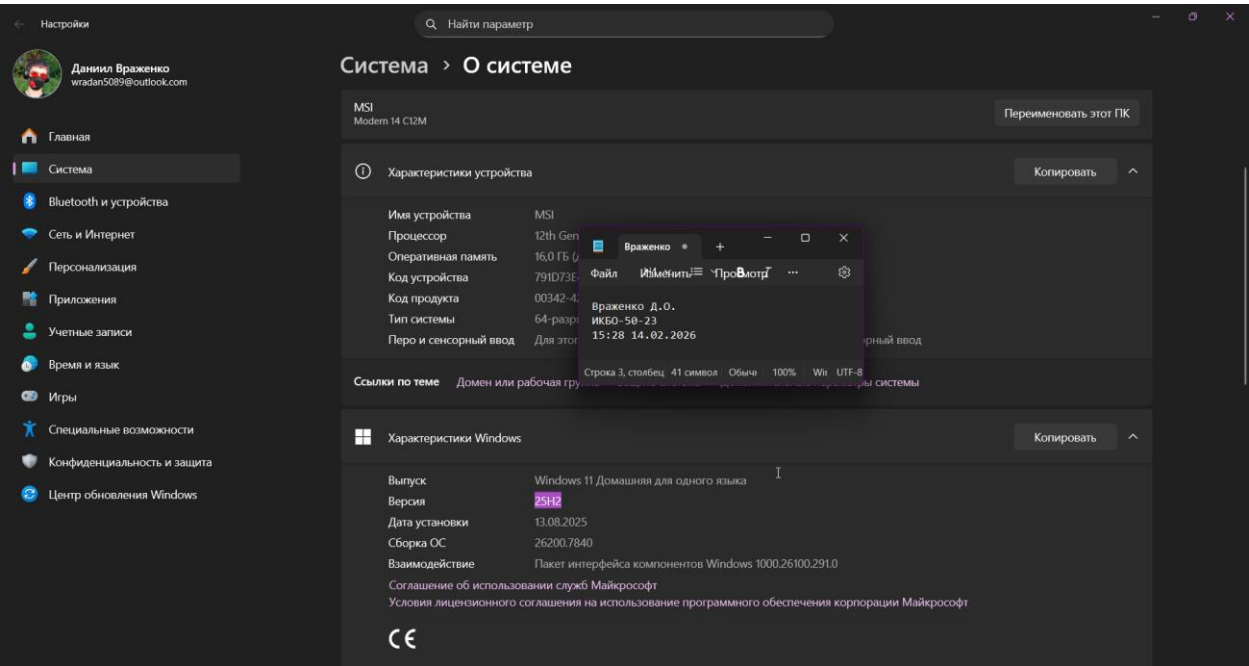 Настройки
Найти параметр
Даниил Враженко
wradan5089@outlook.com
Главная
Система
Bluetooth и устройства
Сеть и Интернет
Персонализация
Приложения
Учетные записи
Время и язык
Игры
Специальные возможности
Конфиденциальность и защита
Центр обновления Windows
Система > О системе
MSI
Modern 14 C12M
Переименовать этот ПК
Характеристики устройства
Копировать
Имя устройства MSI
Процессор 12th Gen
Оперативная память 16,0 ГБ
Код устройства 791D73E
Код продукта 00342-42
Тип системы 64-разр
Перо и сенсорный ввод Для этог рный ввод
Враженко
Файл Изменить Просмотр ...
Враженко Д.О.
ИКБО-50-23
15:28 14.02.2026
Строка 3, столбец 41 символ Обычн 100% Wi UTF-8
Ссылки по теме Домен или рабочая гру ы системы
Характеристики Windows
Копировать
Выпуск Windows 11 Домашняя для одного языка
Версия 25H2
Дата установки 13.08.2025
Сборка ОС 26200.7840
Взаимодействие Пакет интерфейса компонентов Windows 1000.26100.291.0
Соглашение об использовании служб Майкрософт
Условия лицензионного соглашения на использование программного обеспечения корпорации Майкрософт
CE